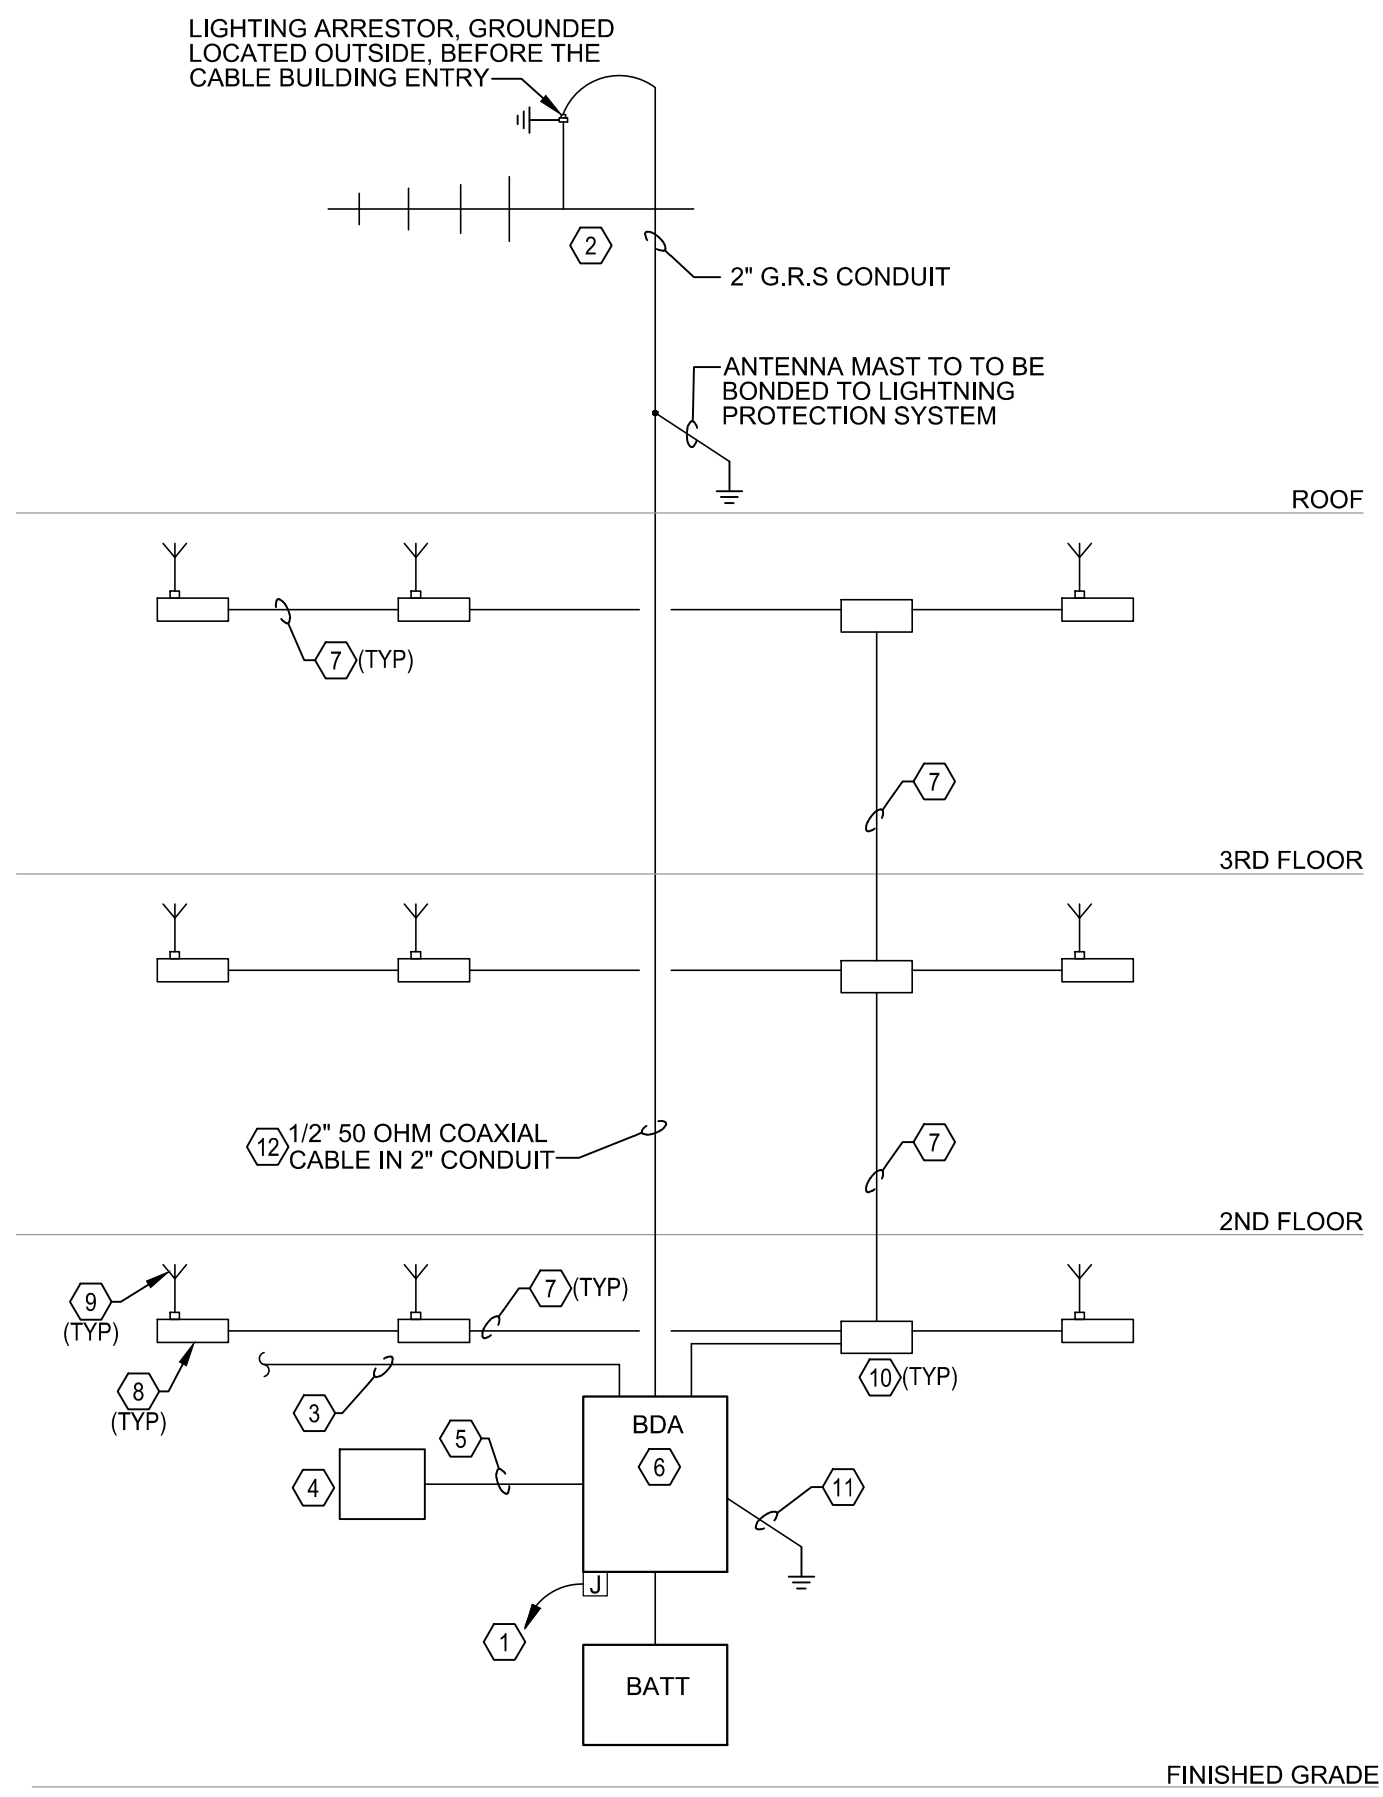 LIGHTING ARRESTOR, GROUNDED
LOCATED OUTSIDE, BEFORE THE
CABLE BUILDING ENTRY
2
2" G.R.S CONDUIT
ANTENNA MAST TO TO BE
BONDED TO LIGHTNING
PROTECTION SYSTEM
ROOF
7 (TYP)
7
3RD FLOOR
12 1/2" 50 OHM COAXIAL
CABLE IN 2" CONDUIT
7
2ND FLOOR
9
(TYP)
7 (TYP)
8
(TYP)
3
10 (TYP)
BDA
5
6
4
11
J
1
BATT
FINISHED GRADE